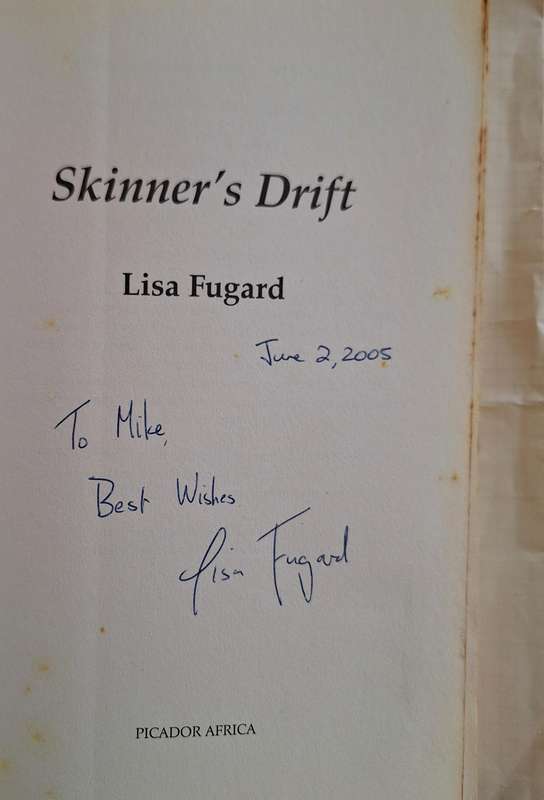 Skinner's Drift
Lisa Fugard
June 2, 2005
To Mike,
Best Wishes
Lisa Fugard
PICADOR AFRICA